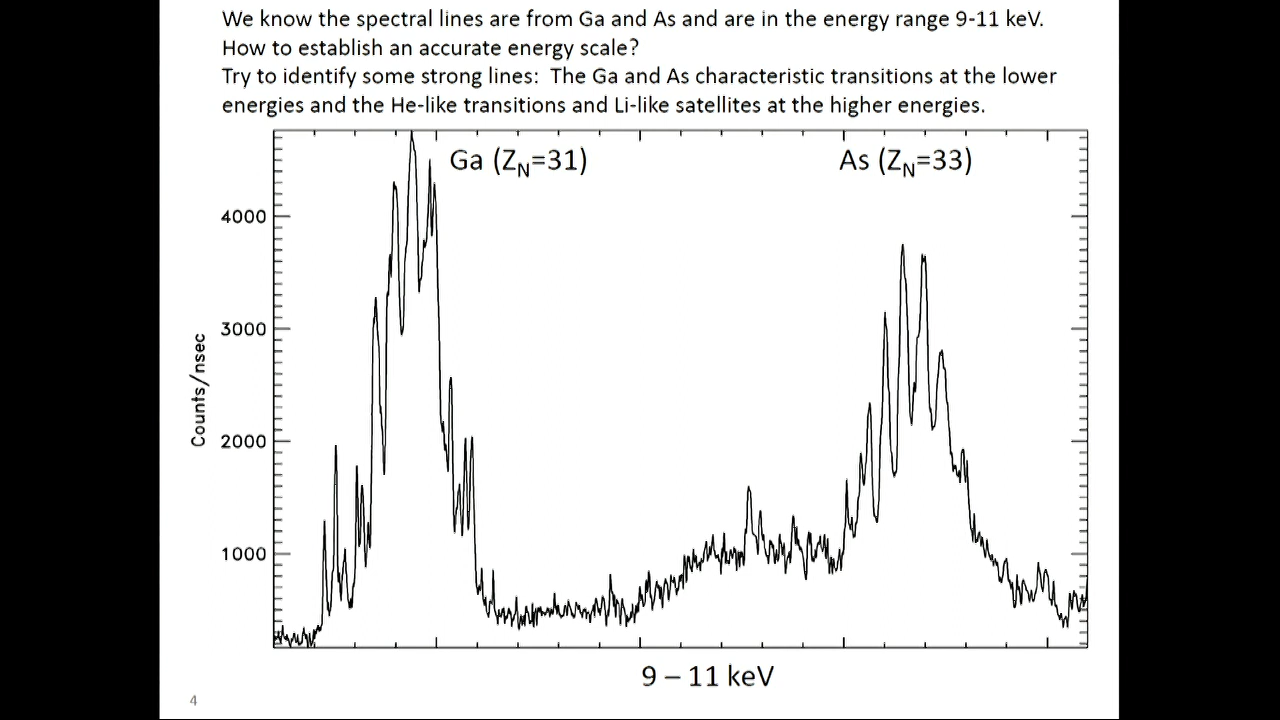 We know the spectral lines are from Ga and As and are in the energy range 9-11 keV.
How to establish an accurate energy scale?
Try to identify some strong lines:  The Ga and As characteristic transitions at the lower
energies and the He-like transitions and Li-like satellites at the higher energies.
Ga (ZN=31)
As (ZN=33)
4000
3000
2000
1000
Counts/nsec
9 – 11 keV
4